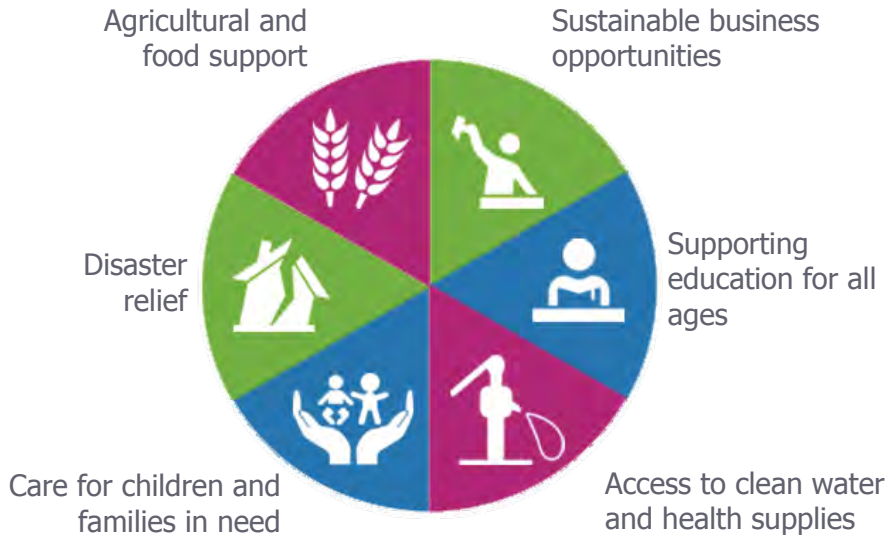 Agricultural and
food support
Sustainable business
opportunities
Disaster
relief
Supporting
education for all
ages
Care for children and
families in need
Access to clean water
and health supplies